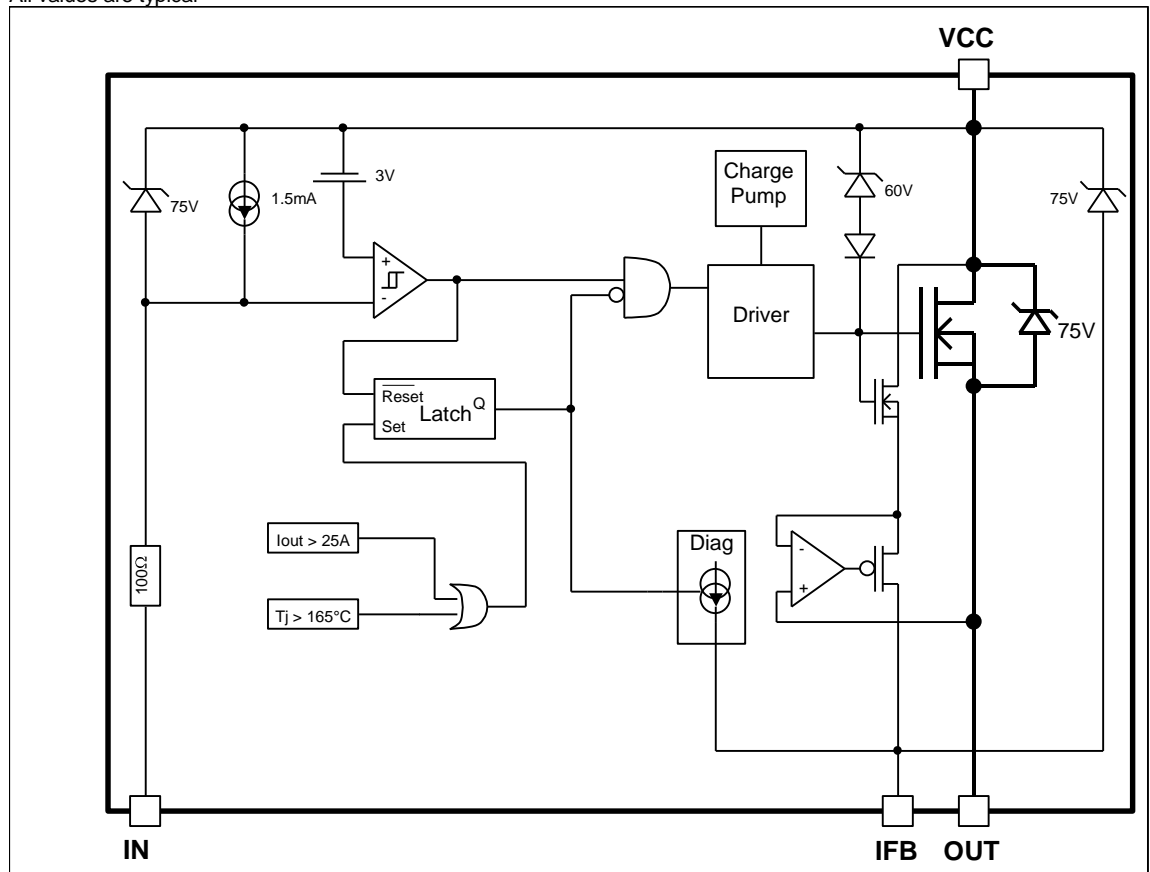 All values are typical
VCC
3V
75V
1.5mA
Charge
Pump
60V
75V
+
-
Driver
75V
Reset
Latch
Q
Set
Iout > 25A
Tj > 165°C
100Ω
Diag
-
+
IN
IFB
OUT